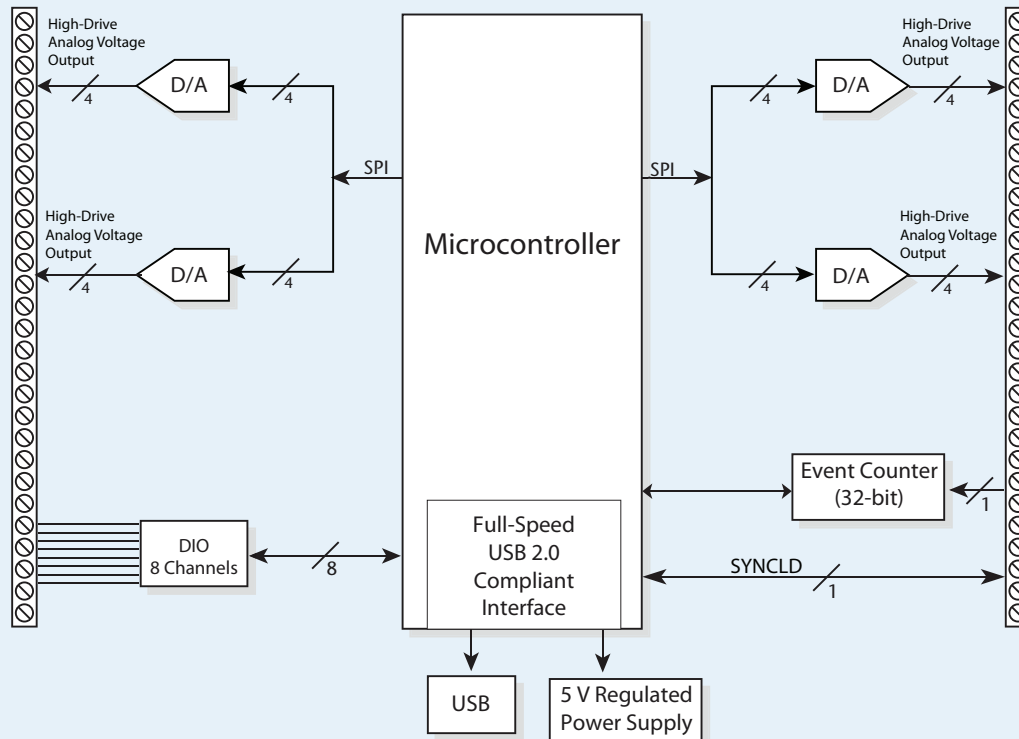 High-Drive
Analog Voltage
Output
4
D/A
4
SPI
High-Drive
Analog Voltage
Output
4
D/A
4
DIO
8 Channels
8
Microcontroller
Full-Speed
USB 2.0
Compliant
Interface
USB
5 V Regulated
Power Supply
SPI
4
D/A
High-Drive
Analog Voltage
Output
4
4
D/A
High-Drive
Analog Voltage
Output
4
Event Counter
(32-bit)
1
SYNCLD
1